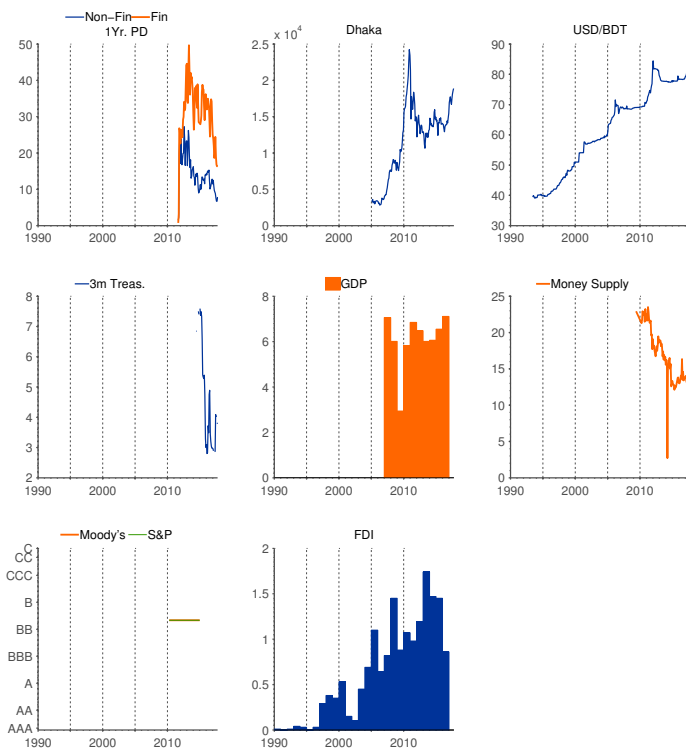 Non−Fin Fin
1Yr. PD
50
40
30
20
10
0
1990 2000 2010
Dhaka
x 10^4
2.5
2
1.5
1
0.5
0
1990 2000 2010
USD/BDT
90
80
70
60
50
40
30
1990 2000 2010
3m Treas.
8
7
6
5
4
3
2
1990 2000 2010
GDP
8
6
4
2
0
1990 2000 2010
Money Supply
25
20
15
10
5
0
1990 2000 2010
Moody's S&P
C
CC
CCC
B
BB
BBB
A
AA
AAA
1990 2000 2010
FDI
2
1.5
1
0.5
0
1990 2000 2010